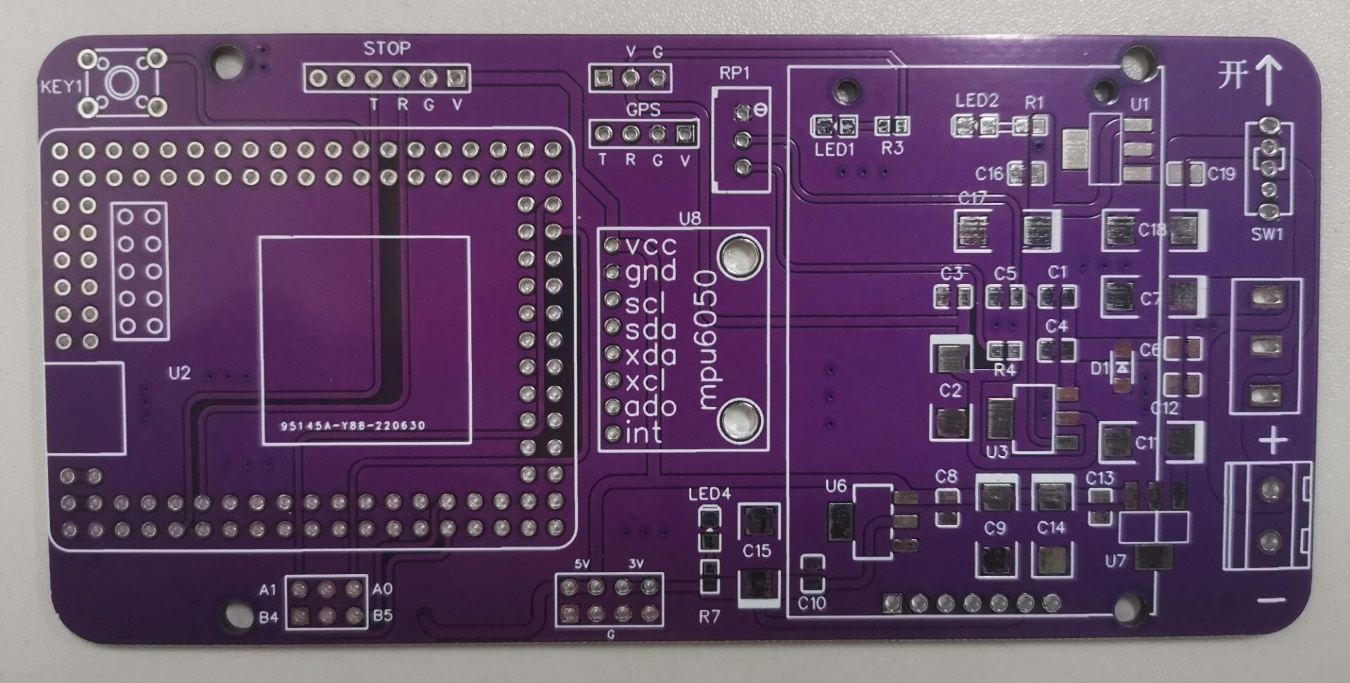 STOP
KEY1
T R G V
V G
GPS
T R G V
RP1
⊖
LED1
R3
LED2
R1
U1
开
C16
C19
C17
C18
SW1
U8
vcc
gnd
scl
sda
xda
xcl
ado
int
mpu6050
C3
C5
C1
C7
C4
C6
R4
D1
C2
C12
U3
C11
+
U2
95145A-YBB-220630
LED4
C15
U6
C8
C9
C14
C13
U7
R7
C10
−
A1
A0
B4
B5
5V
3V
G